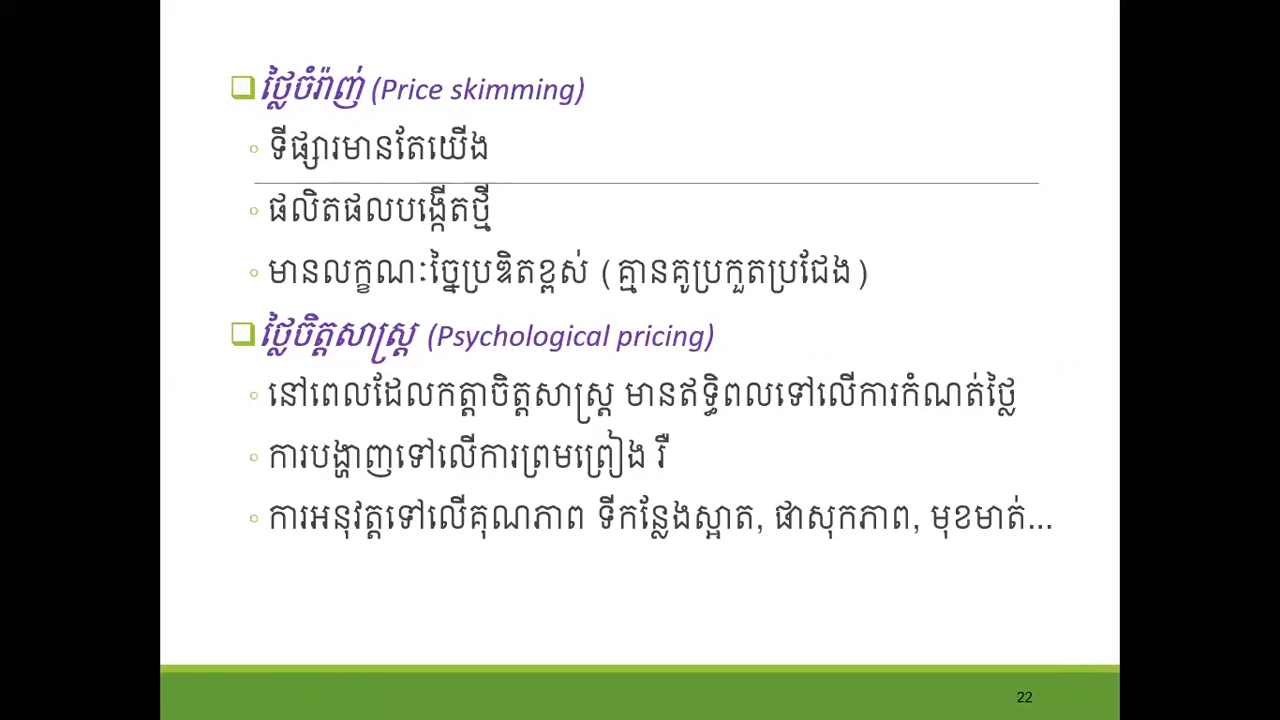 ថ្លៃចំរ៉ាញ់ (Price skimming)
ទីផ្សារមានតែយើង
ផលិតផលបង្កើតថ្មី
មានលក្ខណៈច្នៃប្រឌិតខ្ពស់ (គ្មានគូប្រកួតប្រជែង)
ថ្លៃចិត្តសាស្ត្រ (Psychological pricing)
នៅពេលដែលកត្តាចិត្តសាស្ត្រ មានឥទ្ធិពលទៅលើការកំណត់ថ្លៃ
ការបង្ហាញទៅលើការព្រមព្រៀង រឺ
ការអនុវត្តទៅលើគុណភាព ទីកន្លែងស្អាត, ផាសុកភាព, មុខមាត់...
22